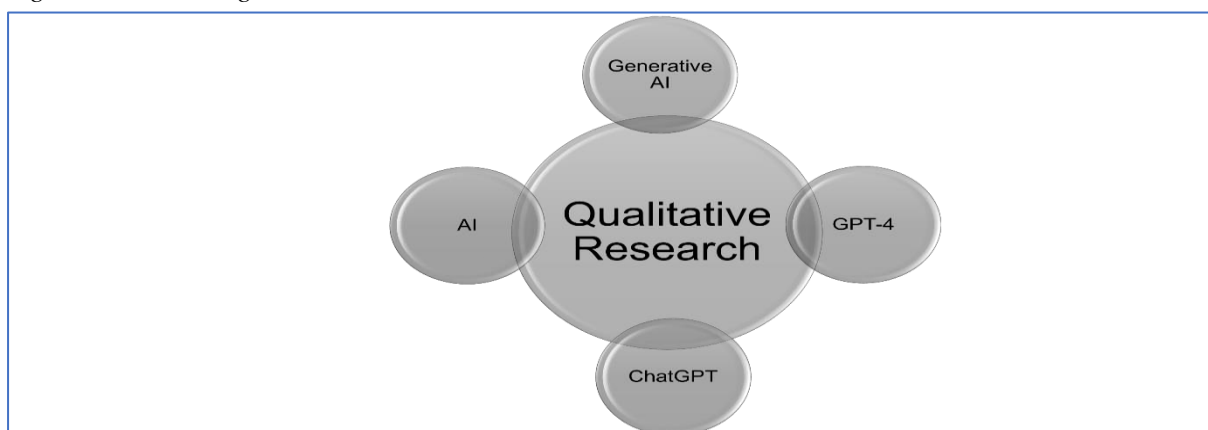 Generative
AI
AI
Qualitative
Research
GPT-4
ChatGPT